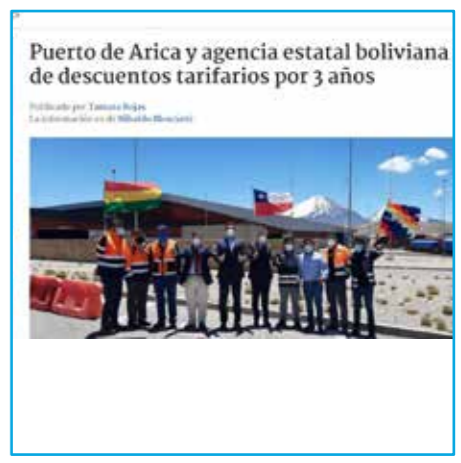 Puerto de Arica y agencia estatal boliviana
de descuentos tarifarios por 3 años
Publicado por Tamara Rojas
La información es de